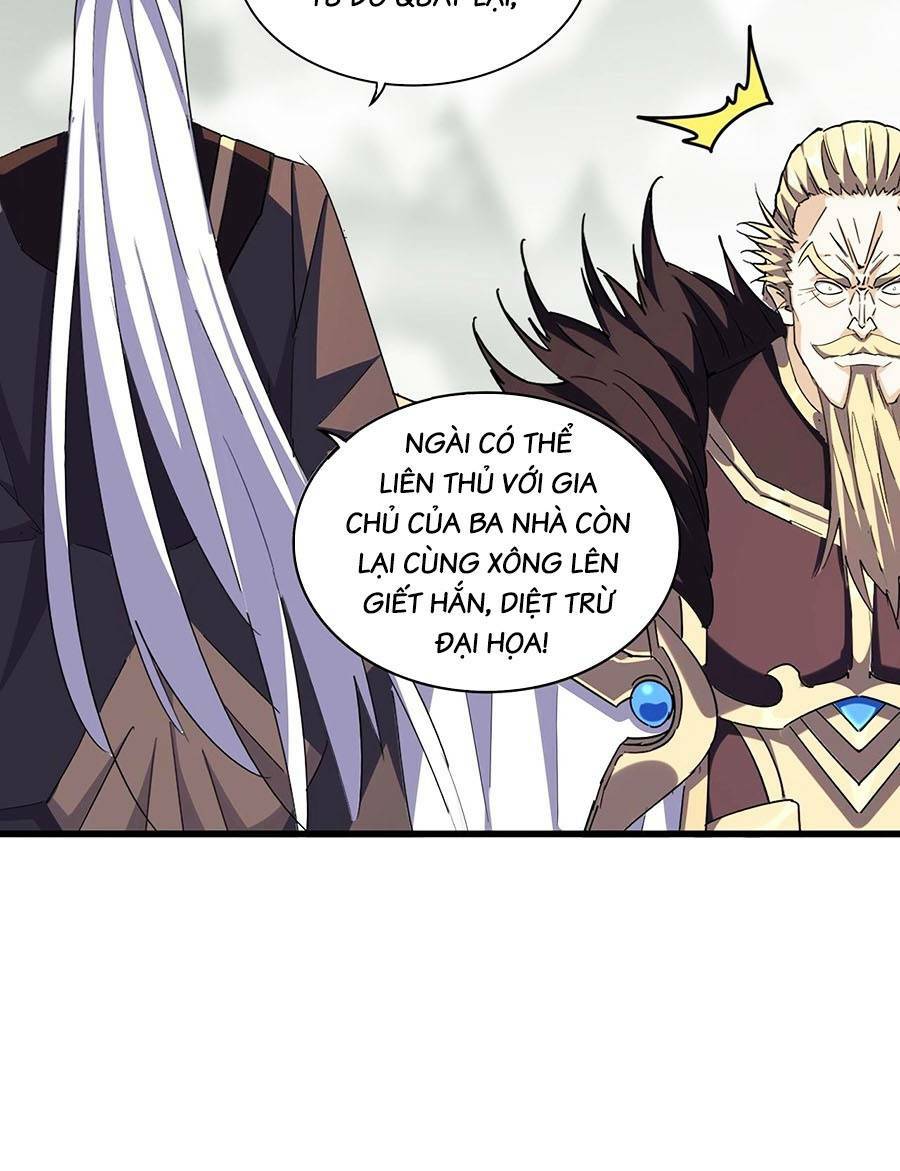 NGÀI CÓ THỂ
LIÊN THỦ VỚI GIA
CHỦ CỦA BA NHÀ CÒN
LẠI CÙNG XÔNG LÊN
GIẾT HẮN, DIỆT TRỪ
ĐẠI HỌA!